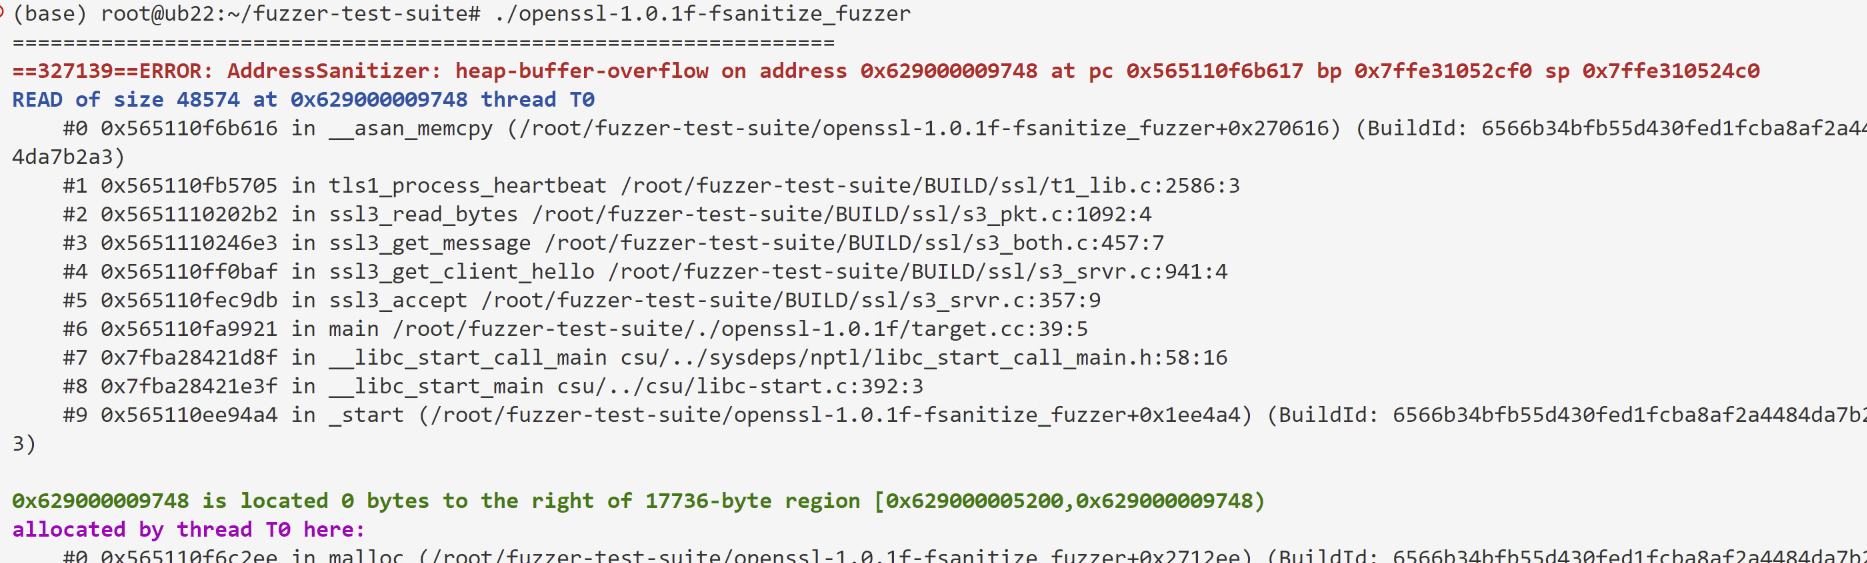 (base) root@ub22:~/fuzzer-test-suite# ./openssl-1.0.1f-fsanitize_fuzzer
=================================================================
==327139==ERROR: AddressSanitizer: heap-buffer-overflow on address 0x629000009748 at pc 0x565110f6b617 bp 0x7ffe31052cf0 sp 0x7ffe310524c0
READ of size 48574 at 0x629000009748 thread T0
    #0 0x565110f6b616 in __asan_memcpy (/root/fuzzer-test-suite/openssl-1.0.1f-fsanitize_fuzzer+0x270616) (BuildId: 6566b34bfb55d430fed1fcba8af2a44
4da7b2a3)
    #1 0x565110fb5705 in tls1_process_heartbeat /root/fuzzer-test-suite/BUILD/ssl/t1_lib.c:2586:3
    #2 0x5651110202b2 in ssl3_read_bytes /root/fuzzer-test-suite/BUILD/ssl/s3_pkt.c:1092:4
    #3 0x5651110246e3 in ssl3_get_message /root/fuzzer-test-suite/BUILD/ssl/s3_both.c:457:7
    #4 0x565110ff0baf in ssl3_get_client_hello /root/fuzzer-test-suite/BUILD/ssl/s3_srvr.c:941:4
    #5 0x565110fec9db in ssl3_accept /root/fuzzer-test-suite/BUILD/ssl/s3_srvr.c:357:9
    #6 0x565110fa9921 in main /root/fuzzer-test-suite/./openssl-1.0.1f/target.cc:39:5
    #7 0x7fba28421d8f in __libc_start_call_main csu/../sysdeps/nptl/libc_start_call_main.h:58:16
    #8 0x7fba28421e3f in __libc_start_main csu/../csu/libc-start.c:392:3
    #9 0x565110ee94a4 in _start (/root/fuzzer-test-suite/openssl-1.0.1f-fsanitize_fuzzer+0x1ee4a4) (BuildId: 6566b34bfb55d430fed1fcba8af2a4484da7b2
3)
0x629000009748 is located 0 bytes to the right of 17736-byte region [0x629000005200,0x629000009748)
allocated by thread T0 here:
    #0 0x565110f6c2ee in malloc (/root/fuzzer-test-suite/openssl-1.0.1f-fsanitize_fuzzer+0x2712ee) (BuildId: 6566b34bfb55d430fed1fcba8af2a4484da7b2